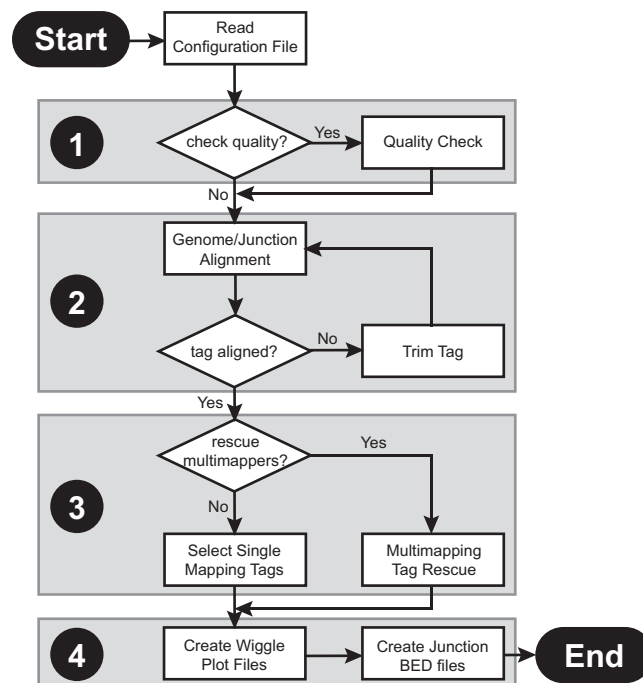 Start
Read
Configuration File
1
check quality?
Yes
Quality Check
No
Genome/Junction
Alignment
2
tag aligned?
No
Trim Tag
Yes
rescue
multimappers?
Yes
3
No
Select Single
Mapping Tags
Multimapping
Tag Rescue
4
Create Wiggle
Plot Files
Create Junction
BED files
End